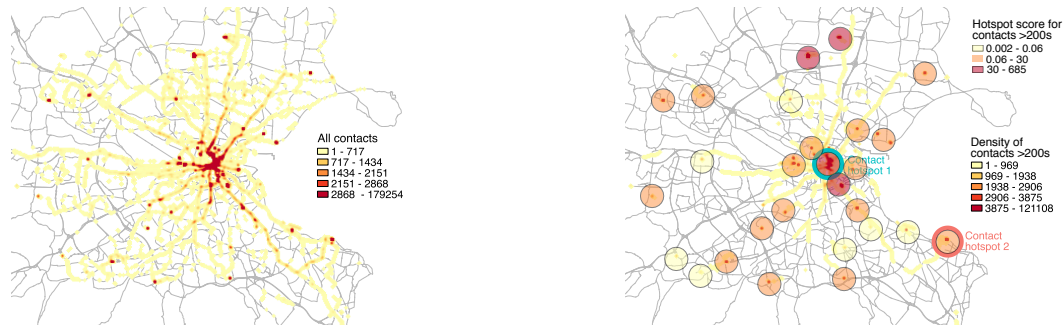 All contacts
1 - 717
717 - 1434
1434 - 2151
2151 - 2868
2868 - 179254
Hotspot score for
contacts >200s
0.002 - 0.06
0.06 - 30
30 - 685
Density of
contacts >200s
1 - 969
969 - 1938
1938 - 2906
2906 - 3875
3875 - 121108
Contact
hotspot 1
Contact
hotspot 2